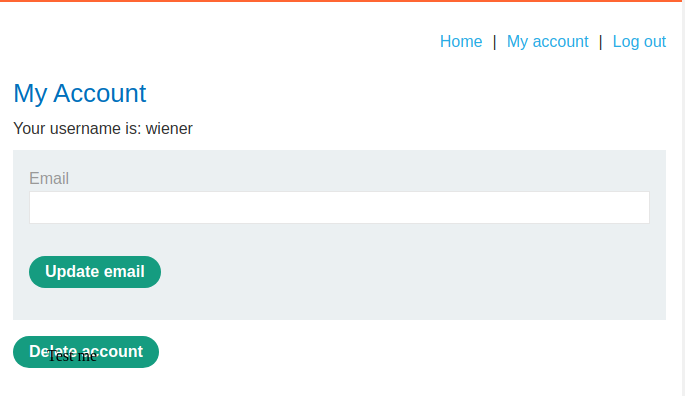 Home | My account | Log out
My Account
Your username is: wiener
Email
Update email
Delete account
Test me